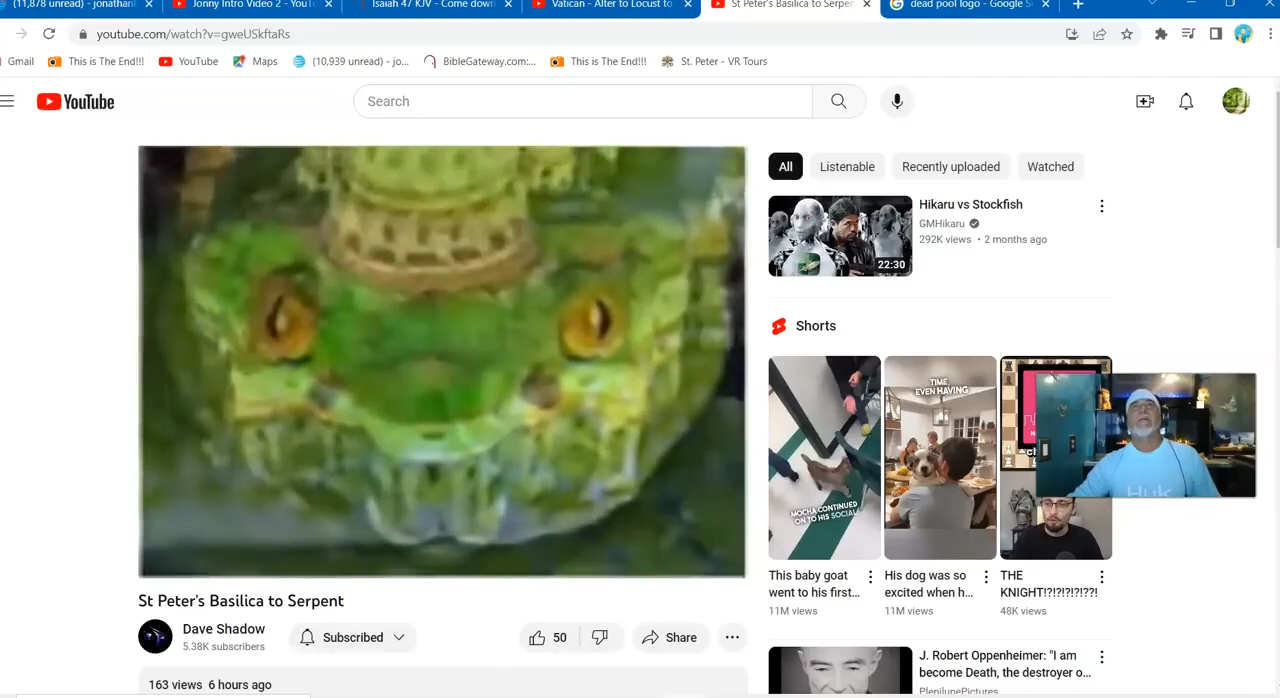 (11,878 unread) - jonathan
Jonny Intro Video 2 - YouT
Isaiah 47 KJV - Come down
Vatican - Alter to Locust to
St Peter's Basilica to Serpen
dead pool logo - Google S
youtube.com/watch?v=gweUSkftaRs
Gmail
This is The End!!!
YouTube
Maps
(10,939 unread) - jo...
BibleGateway.com:...
This is The End!!!
St. Peter - VR Tours
YouTube
Search
All
Listenable
Recently uploaded
Watched
Hikaru vs Stockfish
GMHikaru
292K views • 2 months ago
22:30
Shorts
MOCHA CONTINUED
ON TO HIS SOCIAL
TIME,
EVEN HAVING
Huk
This baby goat
went to his first...
11M views
His dog was so
excited when h...
11M views
THE
KNIGHT!?!?!?!?!??!
48K views
St Peter's Basilica to Serpent
Dave Shadow
5.38K subscribers
Subscribed
50
Share
163 views 6 hours ago
J. Robert Oppenheimer: "I am
become Death, the destroyer o...
PlenilunePictures